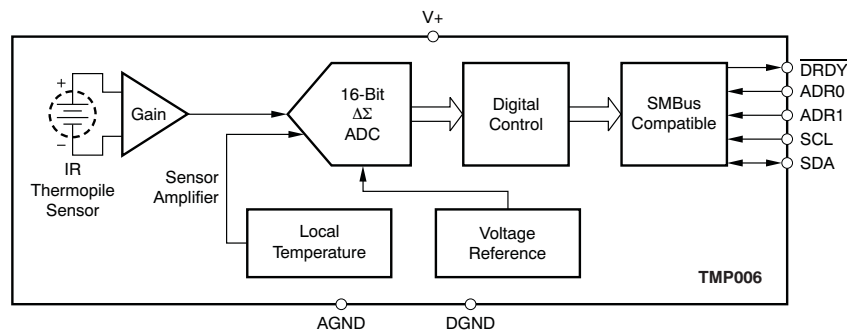 V+
+
−
IR
Thermopile
Sensor
Gain
16-Bit
ΔΣ
ADC
Digital
Control
SMBus
Compatible
DRDY
ADR0
ADR1
SCL
SDA
Sensor
Amplifier
Local
Temperature
Voltage
Reference
TMP006
AGND
DGND